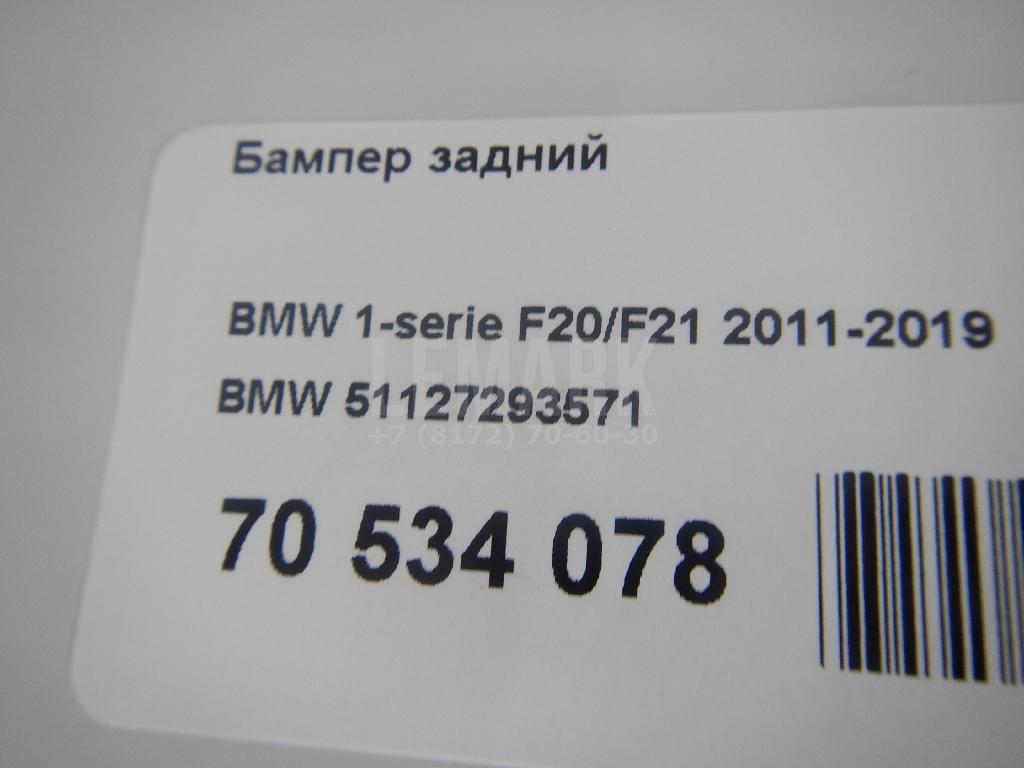 Бампер задний
BMW 1-serie F20/F21 2011-2019
LEMARK
BMW 51127293571
+7 (8172) 70-60-30
70 534 078